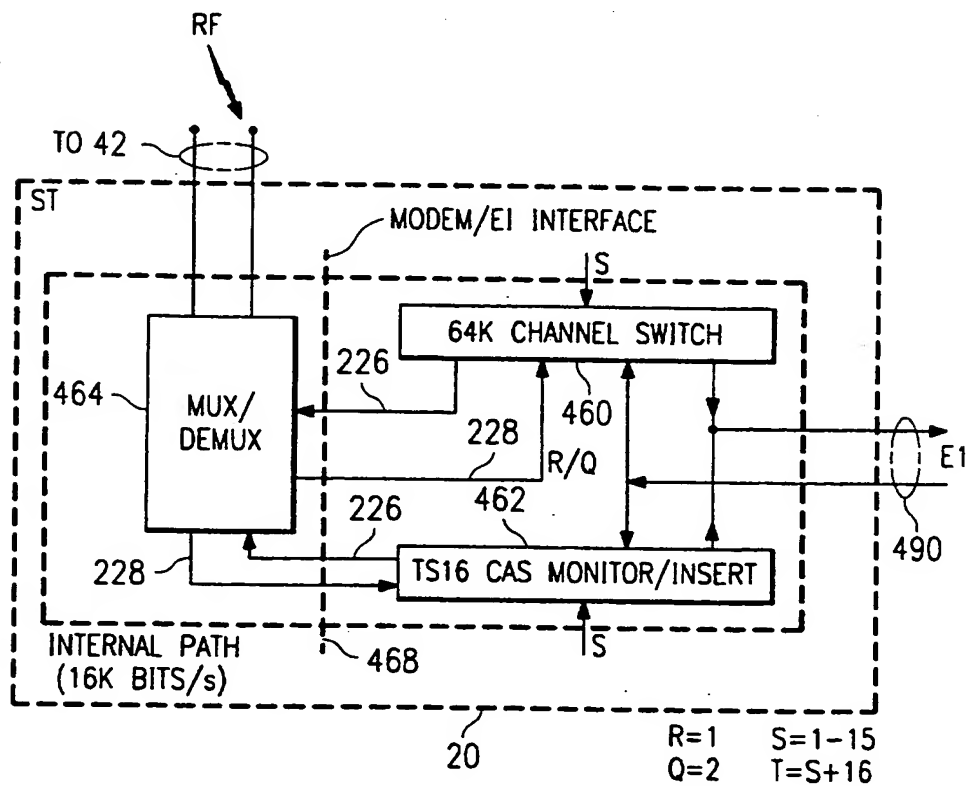 RF
TO 42
ST
MODEM/EI INTERFACE
S
64K CHANNEL SWITCH
226
464
460
MUX/
DEMUX
228
R/Q
E1
462
226
490
228
TS16 CAS MONITOR/INSERT
INTERNAL PATH
(16K BITS/s)
468
S
20
R=1 S=1-15
Q=2 T=S+16